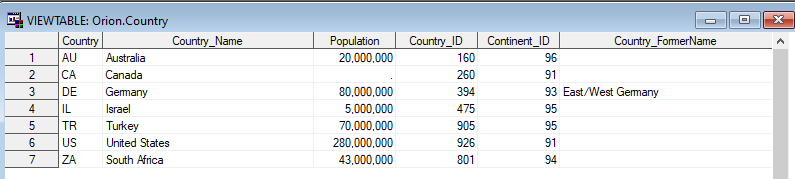 VIEWTABLE: Orion.Country
Country Country_Name Population Country_ID Continent_ID Country_FormerName
1 AU Australia 20,000,000 160 96
2 CA Canada . 260 91
3 DE Germany 80,000,000 394 93 East/West Germany
4 IL Israel 5,000,000 475 95
5 TR Turkey 70,000,000 905 95
6 US United States 280,000,000 926 91
7 ZA South Africa 43,000,000 801 94